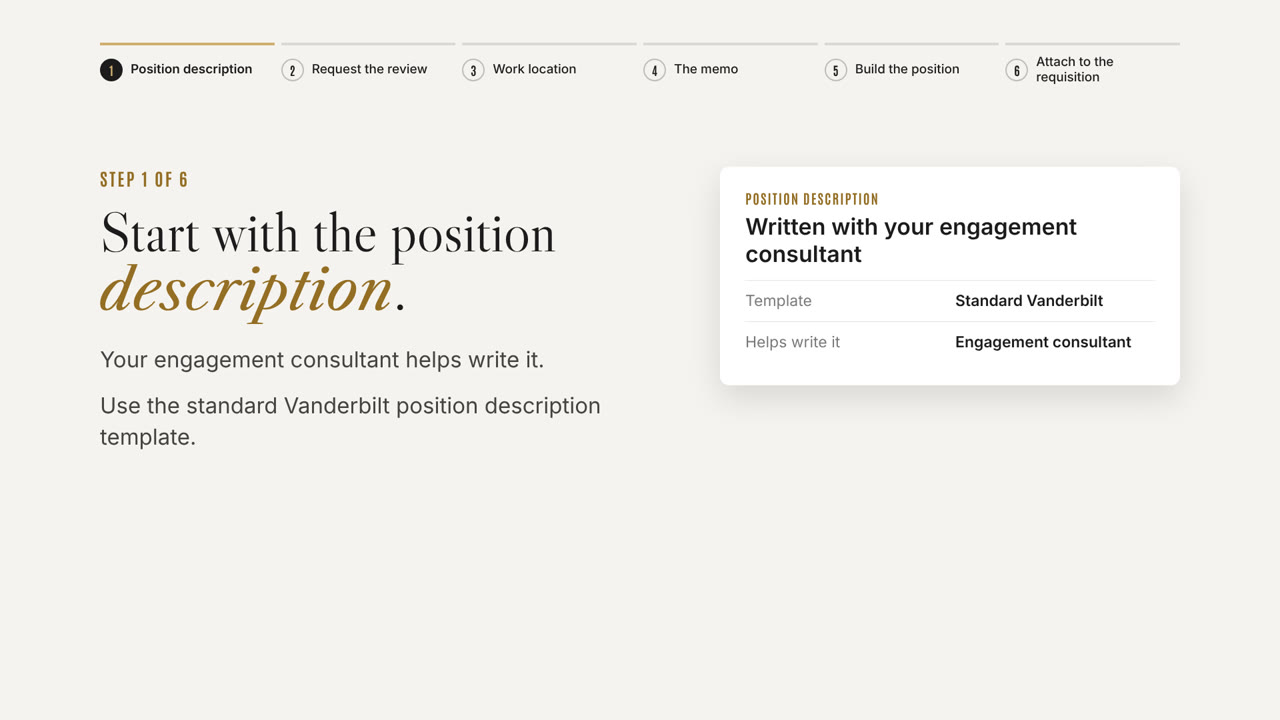 1 Position description
2 Request the review
3 Work location
4 The memo
5 Build the position
6 Attach to the
requisition
STEP 1 OF 6
Start with the position
description.
Your engagement consultant helps write it.
Use the standard Vanderbilt position description
template.
POSITION DESCRIPTION
Written with your engagement
consultant
Template Standard Vanderbilt
Helps write it Engagement consultant